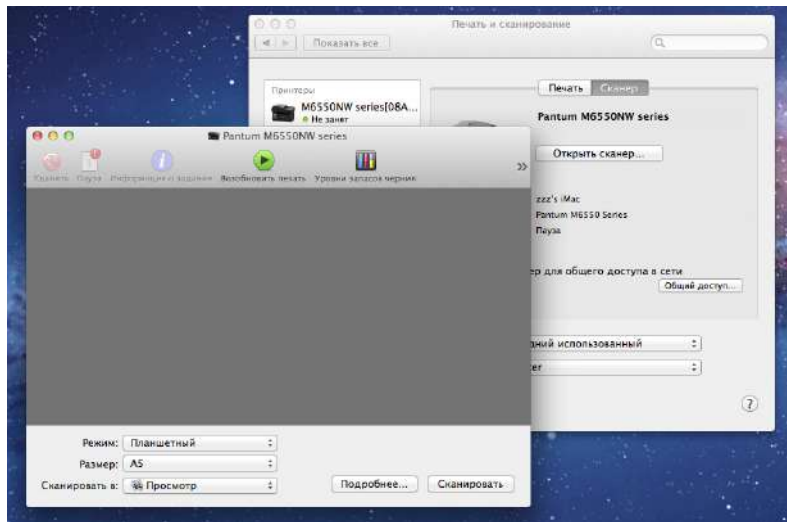 Печать и сканирование
Показать все
Принтеры
M6550NW series[08A...
Не занят
Печать Сканер
Pantum M6550NW series
Открыть сканер...
zzz's iMac
Pantum M6550 Series
Пауза
ер для общего доступа в сети
Общий доступ...
дний использованный
er
?
Pantum M6550NW series
Удалить Пауза Информация о задании Возобновить печать Уровни запасов чернил
»
Режим: Планшетный
Размер: A5
Сканировать в: Просмотр
Подробнее... Сканировать